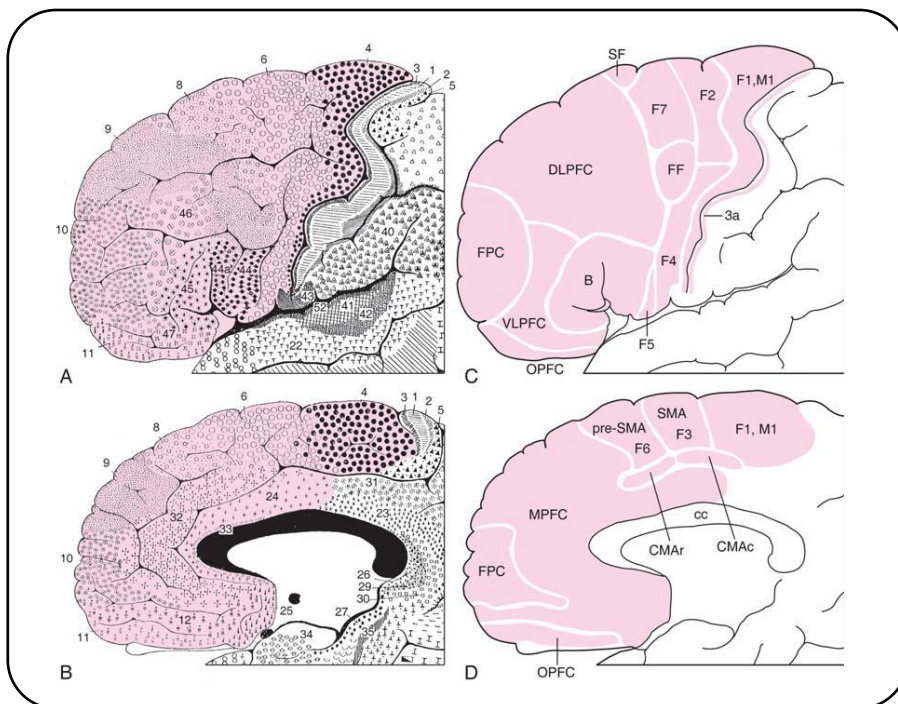 4
6
3
1
2
5
8
9
46
10
40
44a
44
45
43
52
41
42
47
22
11
A
SF
F1, M1
F2
F7
DLPFC
FF
3a
FPC
F4
B
VLPFC
F5
C
OPFC
4
6
3
1
2
5
8
9
31
24
32
23
33
10
26
29
30
25
27
12
34
35
11
B
SMA
pre-SMA
F3
F1, M1
F6
MPFC
cc
CMAr
CMAc
FPC
D
OPFC